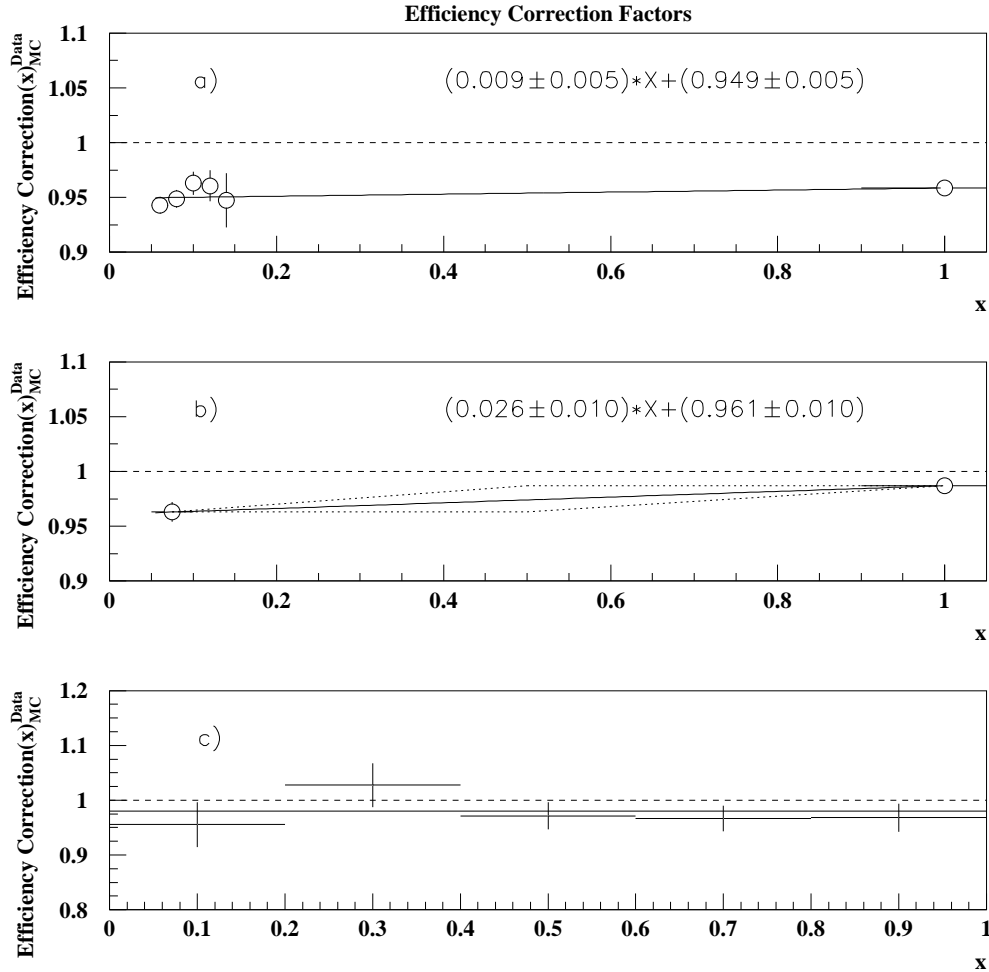 Efficiency Correction Factors
Efficiency Correction(x)Data MC
1.1
1.05
1
0.95
0.9
a)
(0.009±0.005)*X+(0.949±0.005)
0 0.2 0.4 0.6 0.8 1
x
Efficiency Correction(x)Data MC
1.1
1.05
1
0.95
0.9
b)
(0.026±0.010)*X+(0.961±0.010)
0 0.2 0.4 0.6 0.8 1
x
Efficiency Correction(x)Data MC
1.2
1.1
1
0.9
0.8
c)
0 0.1 0.2 0.3 0.4 0.5 0.6 0.7 0.8 0.9 1
x